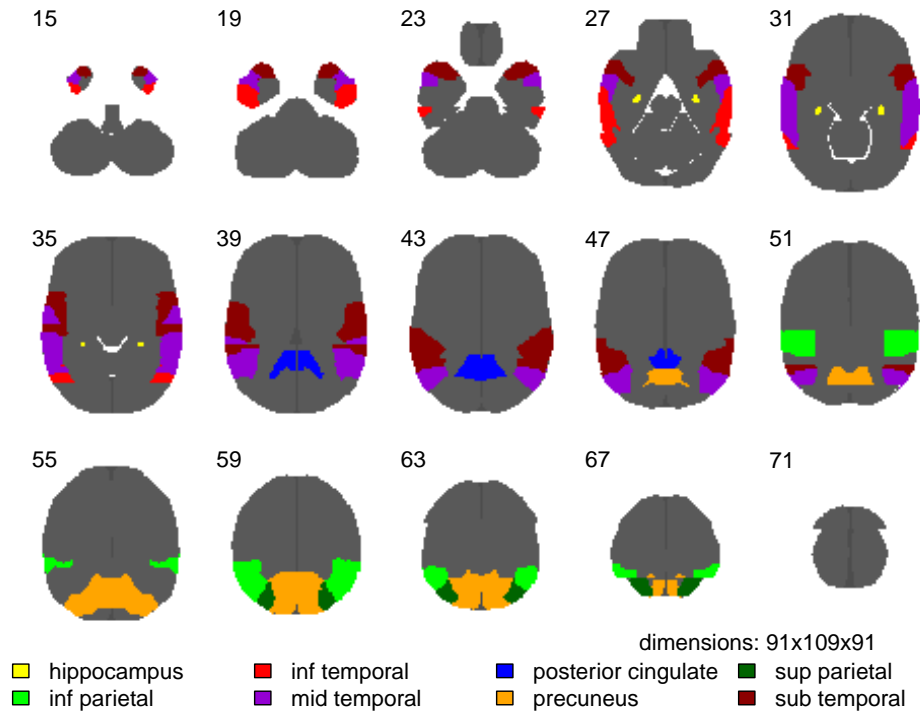 15 19 23 27 31
35 39 43 47 51
55 59 63 67 71
dimensions: 91x109x91
hippocampus inf temporal posterior cingulate sup parietal
inf parietal mid temporal precuneus sub temporal